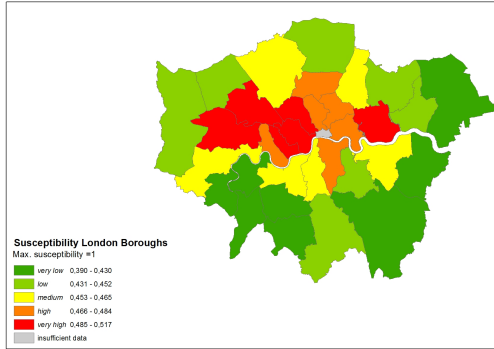 Susceptibility London Boroughs
Max. susceptibility =1
very low 0,390 - 0,430
low 0,431 - 0,452
medium 0,453 - 0,465
high 0,466 - 0,484
very high 0,485 - 0,517
insufficient data